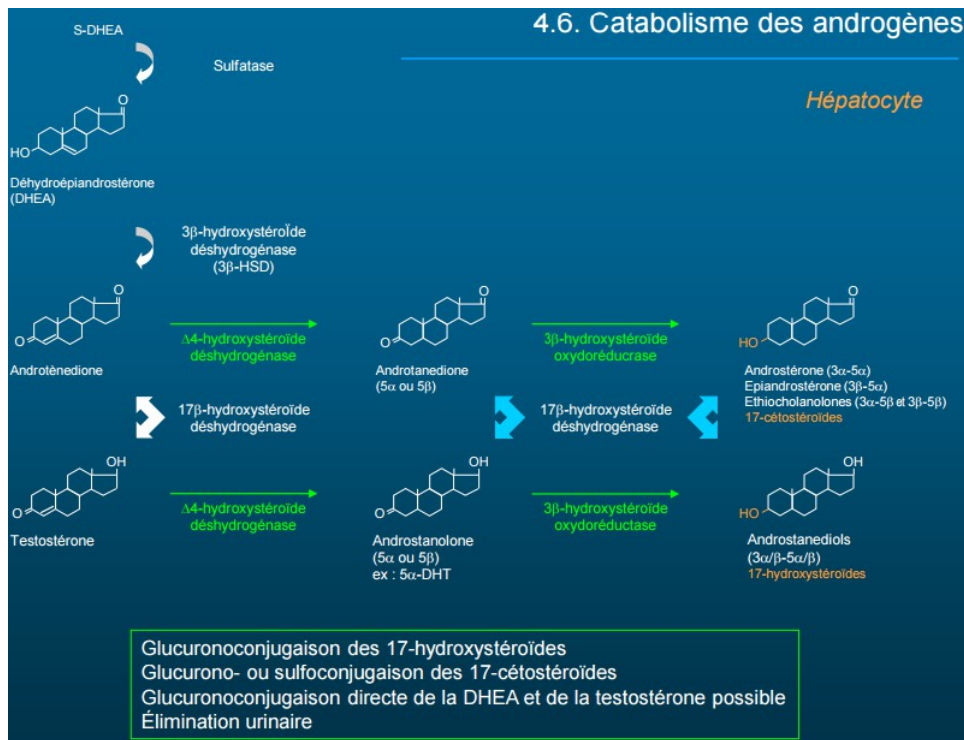 4.6. Catabolisme des androgènes
S-DHEA
Sulfatase
Hépatocyte
O
HO
Déhydroépiandrostérone
(DHEA)
3β-hydroxystéroÏde
déshydrogénase
(3β-HSD)
O
O
Androtènedione
Δ4-hydroxystéroïde
déshydrogénase
O
O
Androtanedione
(5α ou 5β)
3β-hydroxystéroïde
oxydoréducrase
O
HO
Androstérone (3α-5α)
Epiandrostérone (3β-5α)
Ethiocholanolones (3α-5β et 3β-5β)
17-cétostéroïdes
17β-hydroxystéroïde
déshydrogénase
17β-hydroxystéroïde
déshydrogénase
OH
O
Testostérone
Δ4-hydroxystéroïde
déshydrogénase
OH
O
Androstanolone
(5α ou 5β)
ex : 5α-DHT
3β-hydroxystéroïde
oxydoréductase
OH
HO
Androstanediols
(3α/β-5α/β)
17-hydroxystéroïdes
Glucuronoconjugaison des 17-hydroxystéroïdes
Glucurono- ou sulfoconjugaison des 17-cétostéroïdes
Glucuronoconjugaison directe de la DHEA et de la testostérone possible
Élimination urinaire